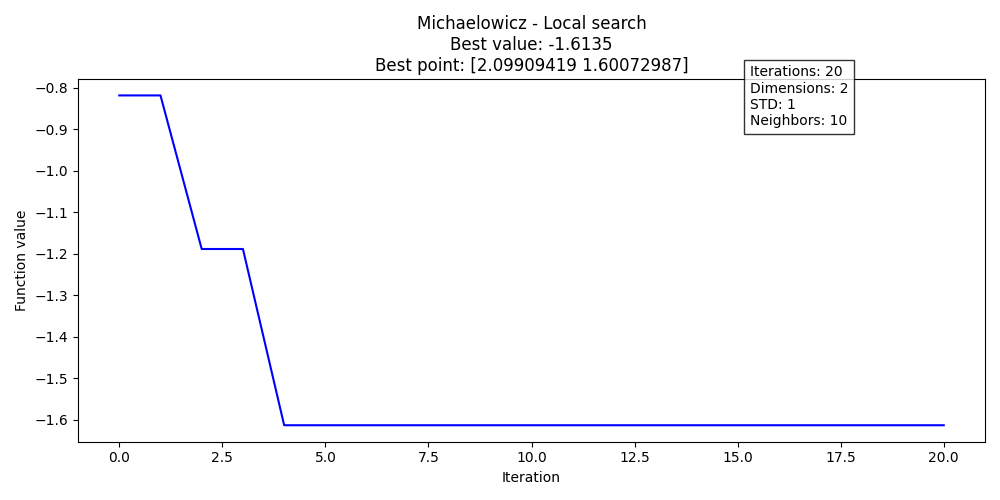 Michaelowicz - Local search
Best value: -1.6135
Best point: [2.09909419 1.60072987]
Iterations: 20
Dimensions: 2
STD: 1
Neighbors: 10
−0.8
−0.9
−1.0
−1.1
−1.2
−1.3
−1.4
−1.5
−1.6
Function value
0.0 2.5 5.0 7.5 10.0 12.5 15.0 17.5 20.0
Iteration